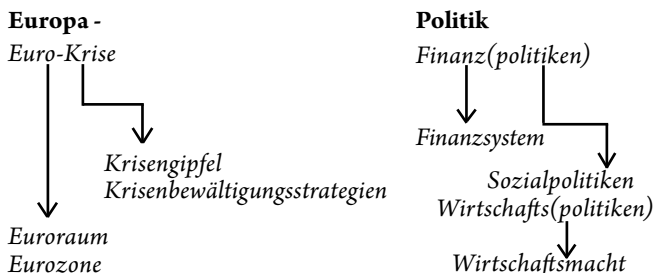 Europa -
Euro-Krise
Krisengipfel
Krisenbewältigungsstrategien
Euroraum
Eurozone
Politik
Finanz(politiken)
Finanzsystem
Sozialpolitiken
Wirtschafts(politiken)
Wirtschaftsmacht